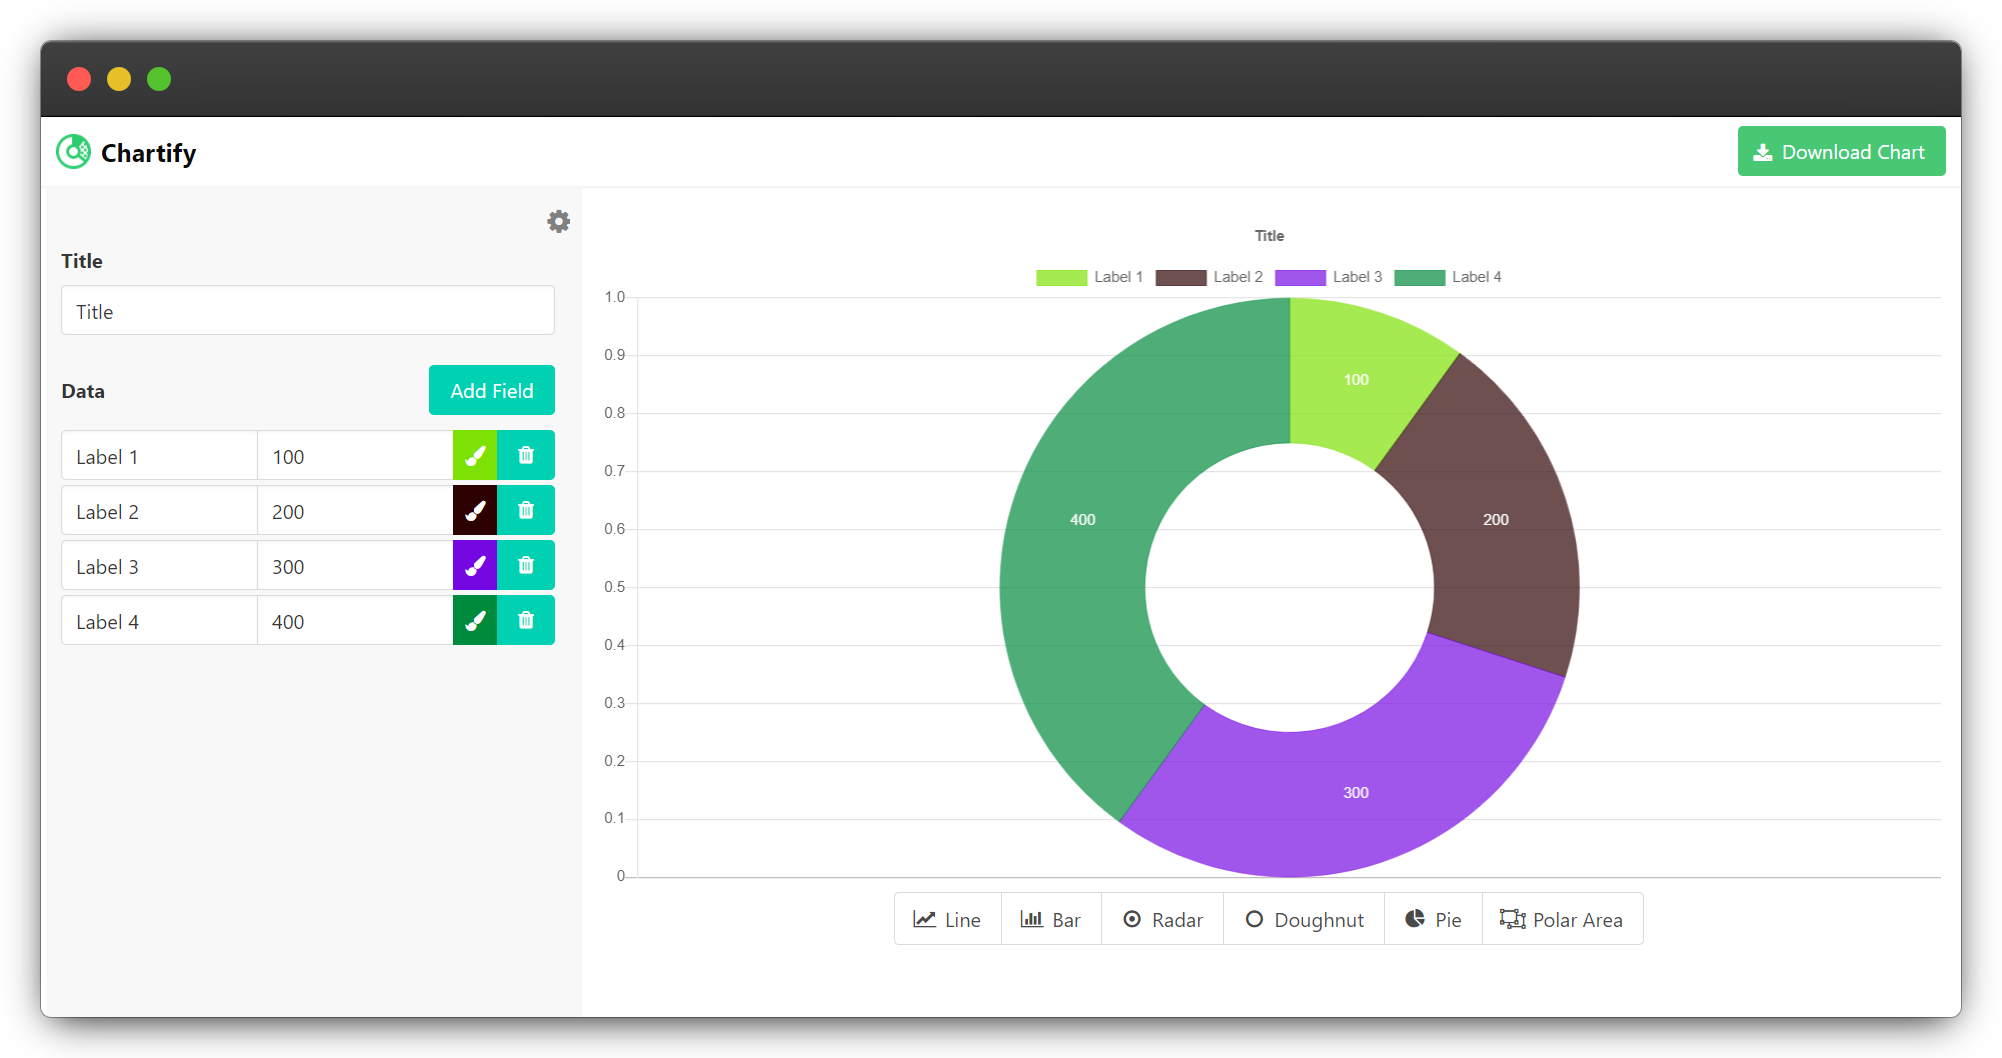 Chartify
Download Chart
Title
Title
Data
Add Field
Label 1 100
Label 2 200
Label 3 300
Label 4 400
Title
Label 1 Label 2 Label 3 Label 4
1.0
0.9
0.8
0.7
0.6
0.5
0.4
0.3
0.2
0.1
0
100
200
300
400
Line Bar Radar Doughnut Pie Polar Area